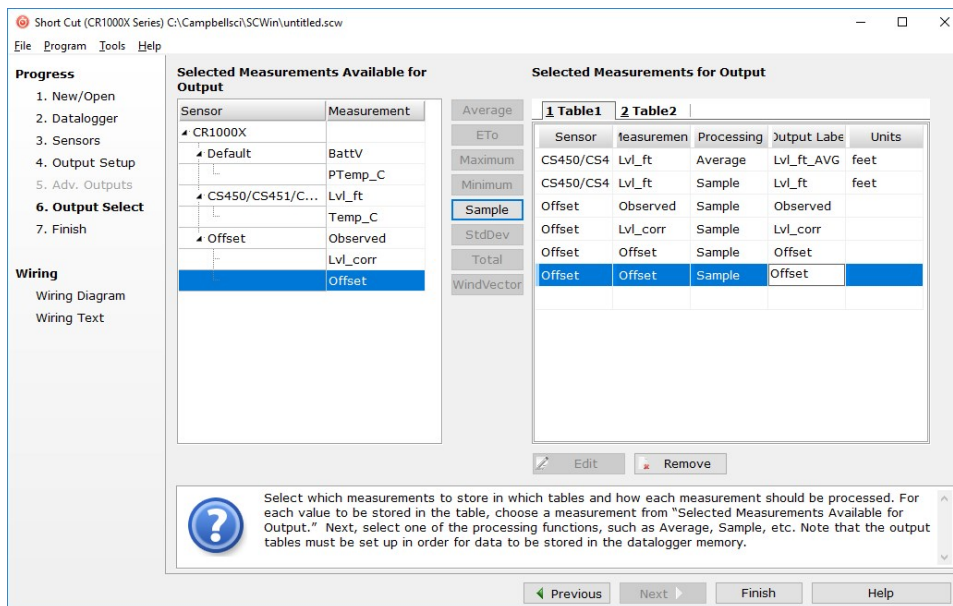 Short Cut (CR1000X Series) C:\Campbellsci\SCWin\untitled.scw
File Program Tools Help
Progress
1. New/Open
2. Datalogger
3. Sensors
4. Output Setup
5. Adv. Outputs
6. Output Select
7. Finish
Wiring
Wiring Diagram
Wiring Text
Selected Measurements Available for
Output
Sensor Measurement
CR1000X
Default BattV
PTemp_C
CS450/CS451/C... Lvl_ft
Temp_C
Offset Observed
Lvl_corr
Offset
Average
ETo
Maximum
Minimum
Sample
StdDev
Total
WindVector
Selected Measurements for Output
1 Table1 2 Table2
Sensor Measuremen Processing Output Labe Units
CS450/CS4 Lvl_ft Average Lvl_ft_AVG feet
CS450/CS4 Lvl_ft Sample Lvl_ft feet
Offset Observed Sample Observed
Offset Lvl_corr Sample Lvl_corr
Offset Offset Sample Offset
Offset Offset Sample Offset
Edit Remove
Select which measurements to store in which tables and how each measurement should be processed. For
each value to be stored in the table, choose a measurement from “Selected Measurements Available for
Output.” Next, select one of the processing functions, such as Average, Sample, etc. Note that the output
tables must be set up in order for data to be stored in the datalogger memory.
Previous Next Finish Help